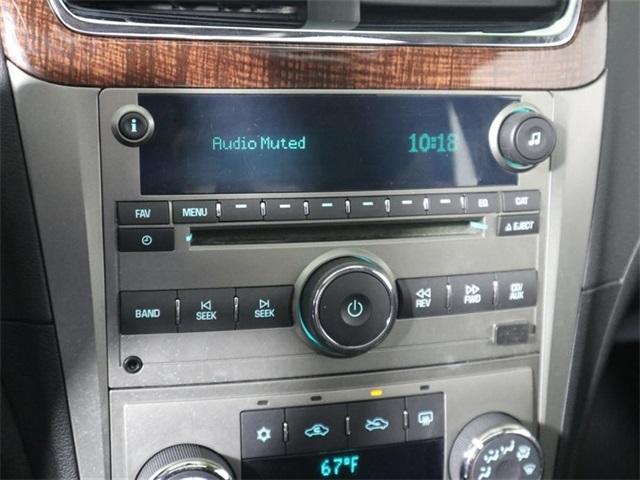 i
Audio Muted 10:18
FAV MENU EQ CAT
EJECT
BAND SEEK SEEK REV FWD CD/
AUX
67°F